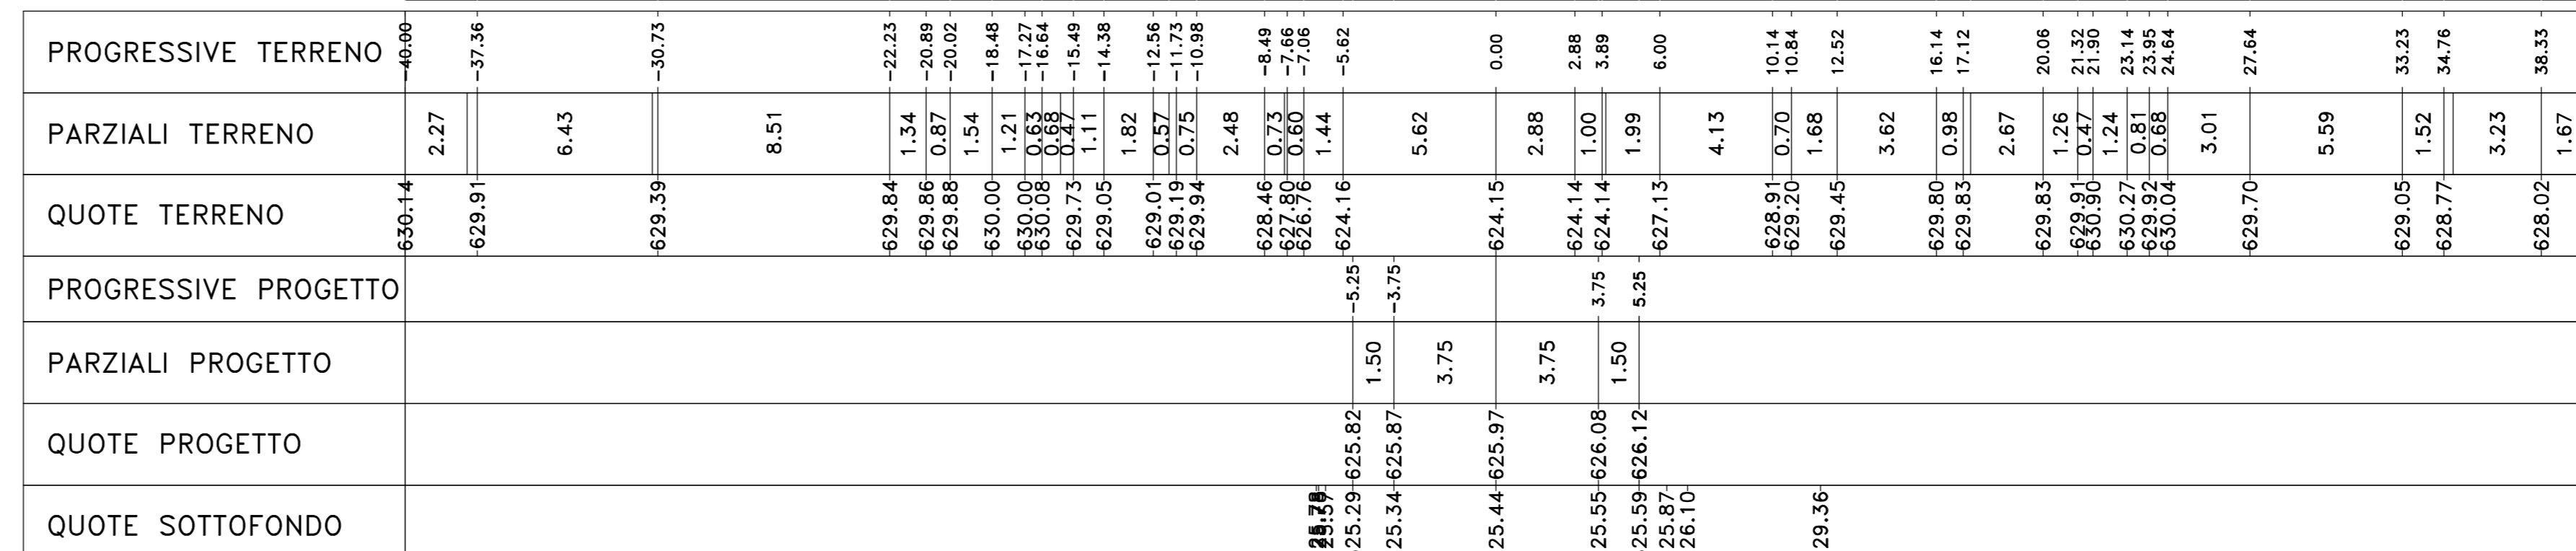 PROGRESSIVE TERRENO -40.00 -37.36 -30.73 -22.23 -20.89 -20.02 -18.48 -17.27 -16.64 -15.49 -14.38 -12.56 -11.73 -10.98 -8.49 -7.66 -7.06 -5.62 0.00 2.88 3.89 6.00 10.14 10.84 12.52 16.14 17.12 20.06 21.32 21.90 23.14 23.95 24.64 27.64 33.23 34.76 38.33
PARZIALI TERRENO 2.27 6.43 8.51 1.34 0.87 1.54 1.21 0.63 0.68 0.47 1.11 1.82 0.57 0.75 2.48 0.73 0.60 1.44 5.62 2.88 1.00 1.99 4.13 0.70 1.68 3.62 0.98 2.67 1.26 0.47 1.24 0.81 0.68 3.01 5.59 1.52 3.23 1.67
QUOTE TERRENO 630.14 629.91 629.39 629.84 629.86 629.88 630.00 630.00 630.08 629.73 629.05 629.01 629.19 629.94 628.46 627.80 626.76 624.16 624.15 624.14 624.14 627.13 628.91 629.20 629.45 629.80 629.83 629.83 629.91 630.90 630.27 629.92 630.04 629.70 629.05 628.77 628.02
PROGRESSIVE PROGETTO -5.25 -3.75 3.75 5.25
PARZIALI PROGETTO 1.50 3.75 3.75 1.50
QUOTE PROGETTO 625.82 625.87 625.97 626.08 626.12
QUOTE SOTTOFONDO 25.29 25.34 25.44 25.55 25.59 25.87 26.10 29.36